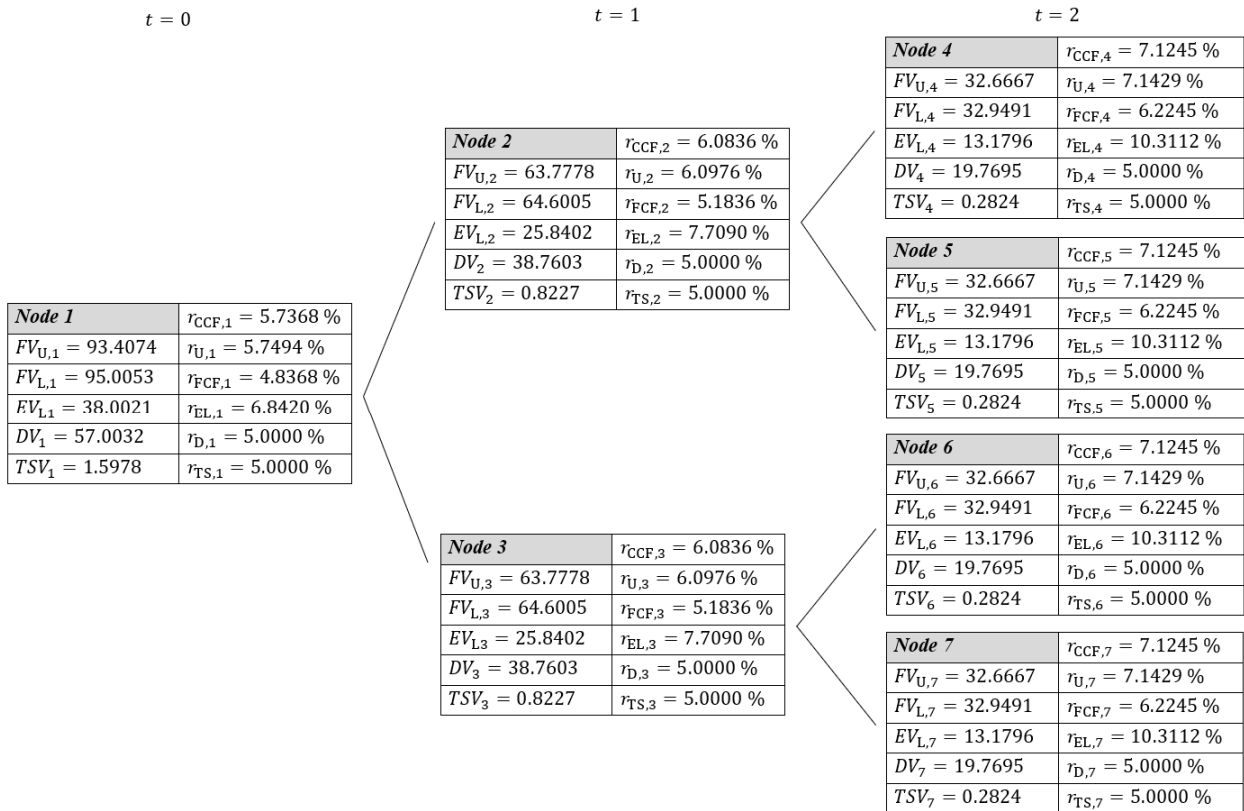 t = 0
t = 1
t = 2
Node 1 r_CCF,1 = 5.7368 %
FV_U,1 = 93.4074 r_U,1 = 5.7494 %
FV_L,1 = 95.0053 r_FCF,1 = 4.8368 %
EV_L1 = 38.0021 r_EL,1 = 6.8420 %
DV_1 = 57.0032 r_D,1 = 5.0000 %
TSV_1 = 1.5978 r_TS,1 = 5.0000 %
Node 2 r_CCF,2 = 6.0836 %
FV_U,2 = 63.7778 r_U,2 = 6.0976 %
FV_L,2 = 64.6005 r_FCF,2 = 5.1836 %
EV_L,2 = 25.8402 r_EL,2 = 7.7090 %
DV_2 = 38.7603 r_D,2 = 5.0000 %
TSV_2 = 0.8227 r_TS,2 = 5.0000 %
Node 3 r_CCF,3 = 6.0836 %
FV_U,3 = 63.7778 r_U,3 = 6.0976 %
FV_L,3 = 64.6005 r_FCF,3 = 5.1836 %
EV_L3 = 25.8402 r_EL,3 = 7.7090 %
DV_3 = 38.7603 r_D,3 = 5.0000 %
TSV_3 = 0.8227 r_TS,3 = 5.0000 %
Node 4 r_CCF,4 = 7.1245 %
FV_U,4 = 32.6667 r_U,4 = 7.1429 %
FV_L,4 = 32.9491 r_FCF,4 = 6.2245 %
EV_L,4 = 13.1796 r_EL,4 = 10.3112 %
DV_4 = 19.7695 r_D,4 = 5.0000 %
TSV_4 = 0.2824 r_TS,4 = 5.0000 %
Node 5 r_CCF,5 = 7.1245 %
FV_U,5 = 32.6667 r_U,5 = 7.1429 %
FV_L,5 = 32.9491 r_FCF,5 = 6.2245 %
EV_L,5 = 13.1796 r_EL,5 = 10.3112 %
DV_5 = 19.7695 r_D,5 = 5.0000 %
TSV_5 = 0.2824 r_TS,5 = 5.0000 %
Node 6 r_CCF,6 = 7.1245 %
FV_U,6 = 32.6667 r_U,6 = 7.1429 %
FV_L,6 = 32.9491 r_FCF,6 = 6.2245 %
EV_L,6 = 13.1796 r_EL,6 = 10.3112 %
DV_6 = 19.7695 r_D,6 = 5.0000 %
TSV_6 = 0.2824 r_TS,6 = 5.0000 %
Node 7 r_CCF,7 = 7.1245 %
FV_U,7 = 32.6667 r_U,7 = 7.1429 %
FV_L,7 = 32.9491 r_FCF,7 = 6.2245 %
EV_L,7 = 13.1796 r_EL,7 = 10.3112 %
DV_7 = 19.7695 r_D,7 = 5.0000 %
TSV_7 = 0.2824 r_TS,7 = 5.0000 %